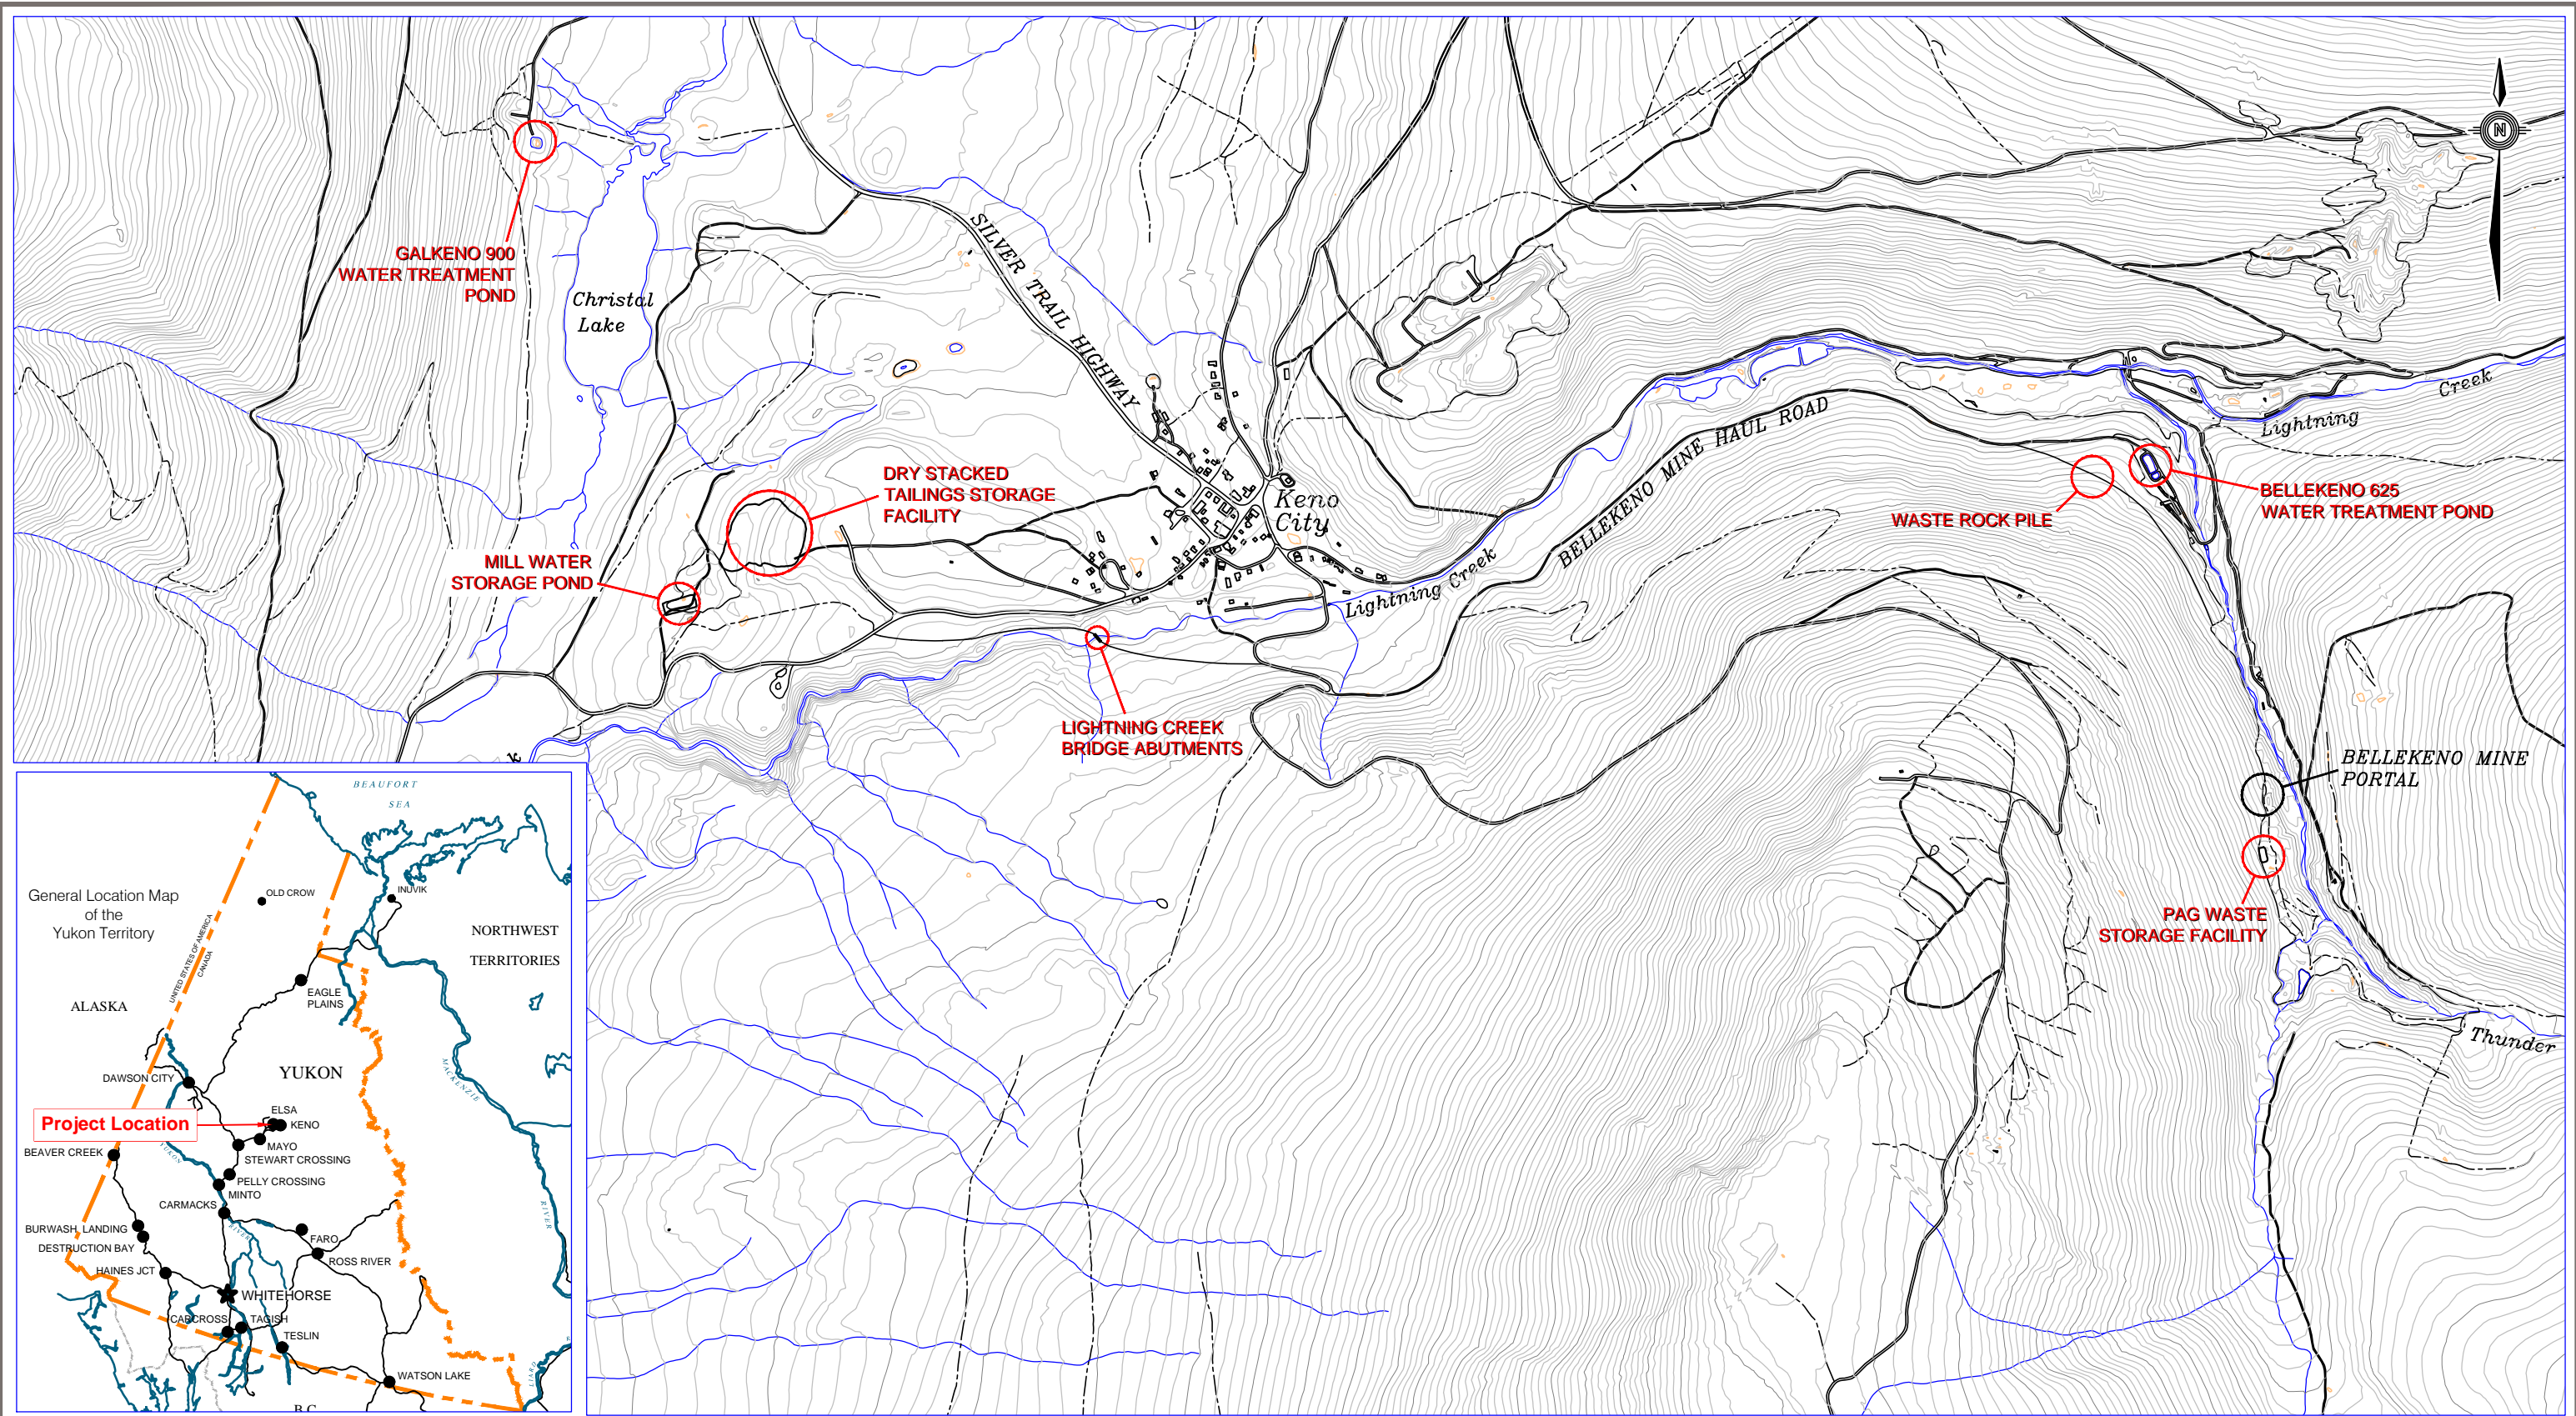 N
GALKENO 900
WATER TREATMENT
POND
Christal
Lake
SILVER TRAIL HIGHWAY
DRY STACKED
TAILINGS STORAGE
FACILITY
MILL WATER
STORAGE POND
Keno
City
Lightning Creek
BELLEKENO MINE HAUL ROAD
Lightning
Creek
WASTE ROCK PILE
BELLEKENO 625
WATER TREATMENT POND
LIGHTNING CREEK
BRIDGE ABUTMENTS
BELLEKENO MINE
PORTAL
PAG WASTE
STORAGE FACILITY
Thunder
k
General Location Map
of the
Yukon Territory
BEAUFORT
SEA
OLD CROW
INUVIK
UNITED STATES OF AMERICA
CANADA
NORTHWEST
TERRITORIES
ALASKA
EAGLE
PLAINS
YUKON
MACKENZIE
RIVER
DAWSON CITY
Project Location
ELSA
KENO
MAYO
BEAVER CREEK
YUKON
STEWART CROSSING
PELLY CROSSING
MINTO
CARMACKS
RIVER
BURWASH LANDING
DESTRUCTION BAY
FARO
ROSS RIVER
HAINES JCT
WHITEHORSE
CARCROSS
TAGISH
TESLIN
WATSON LAKE
LIARD
B.C.